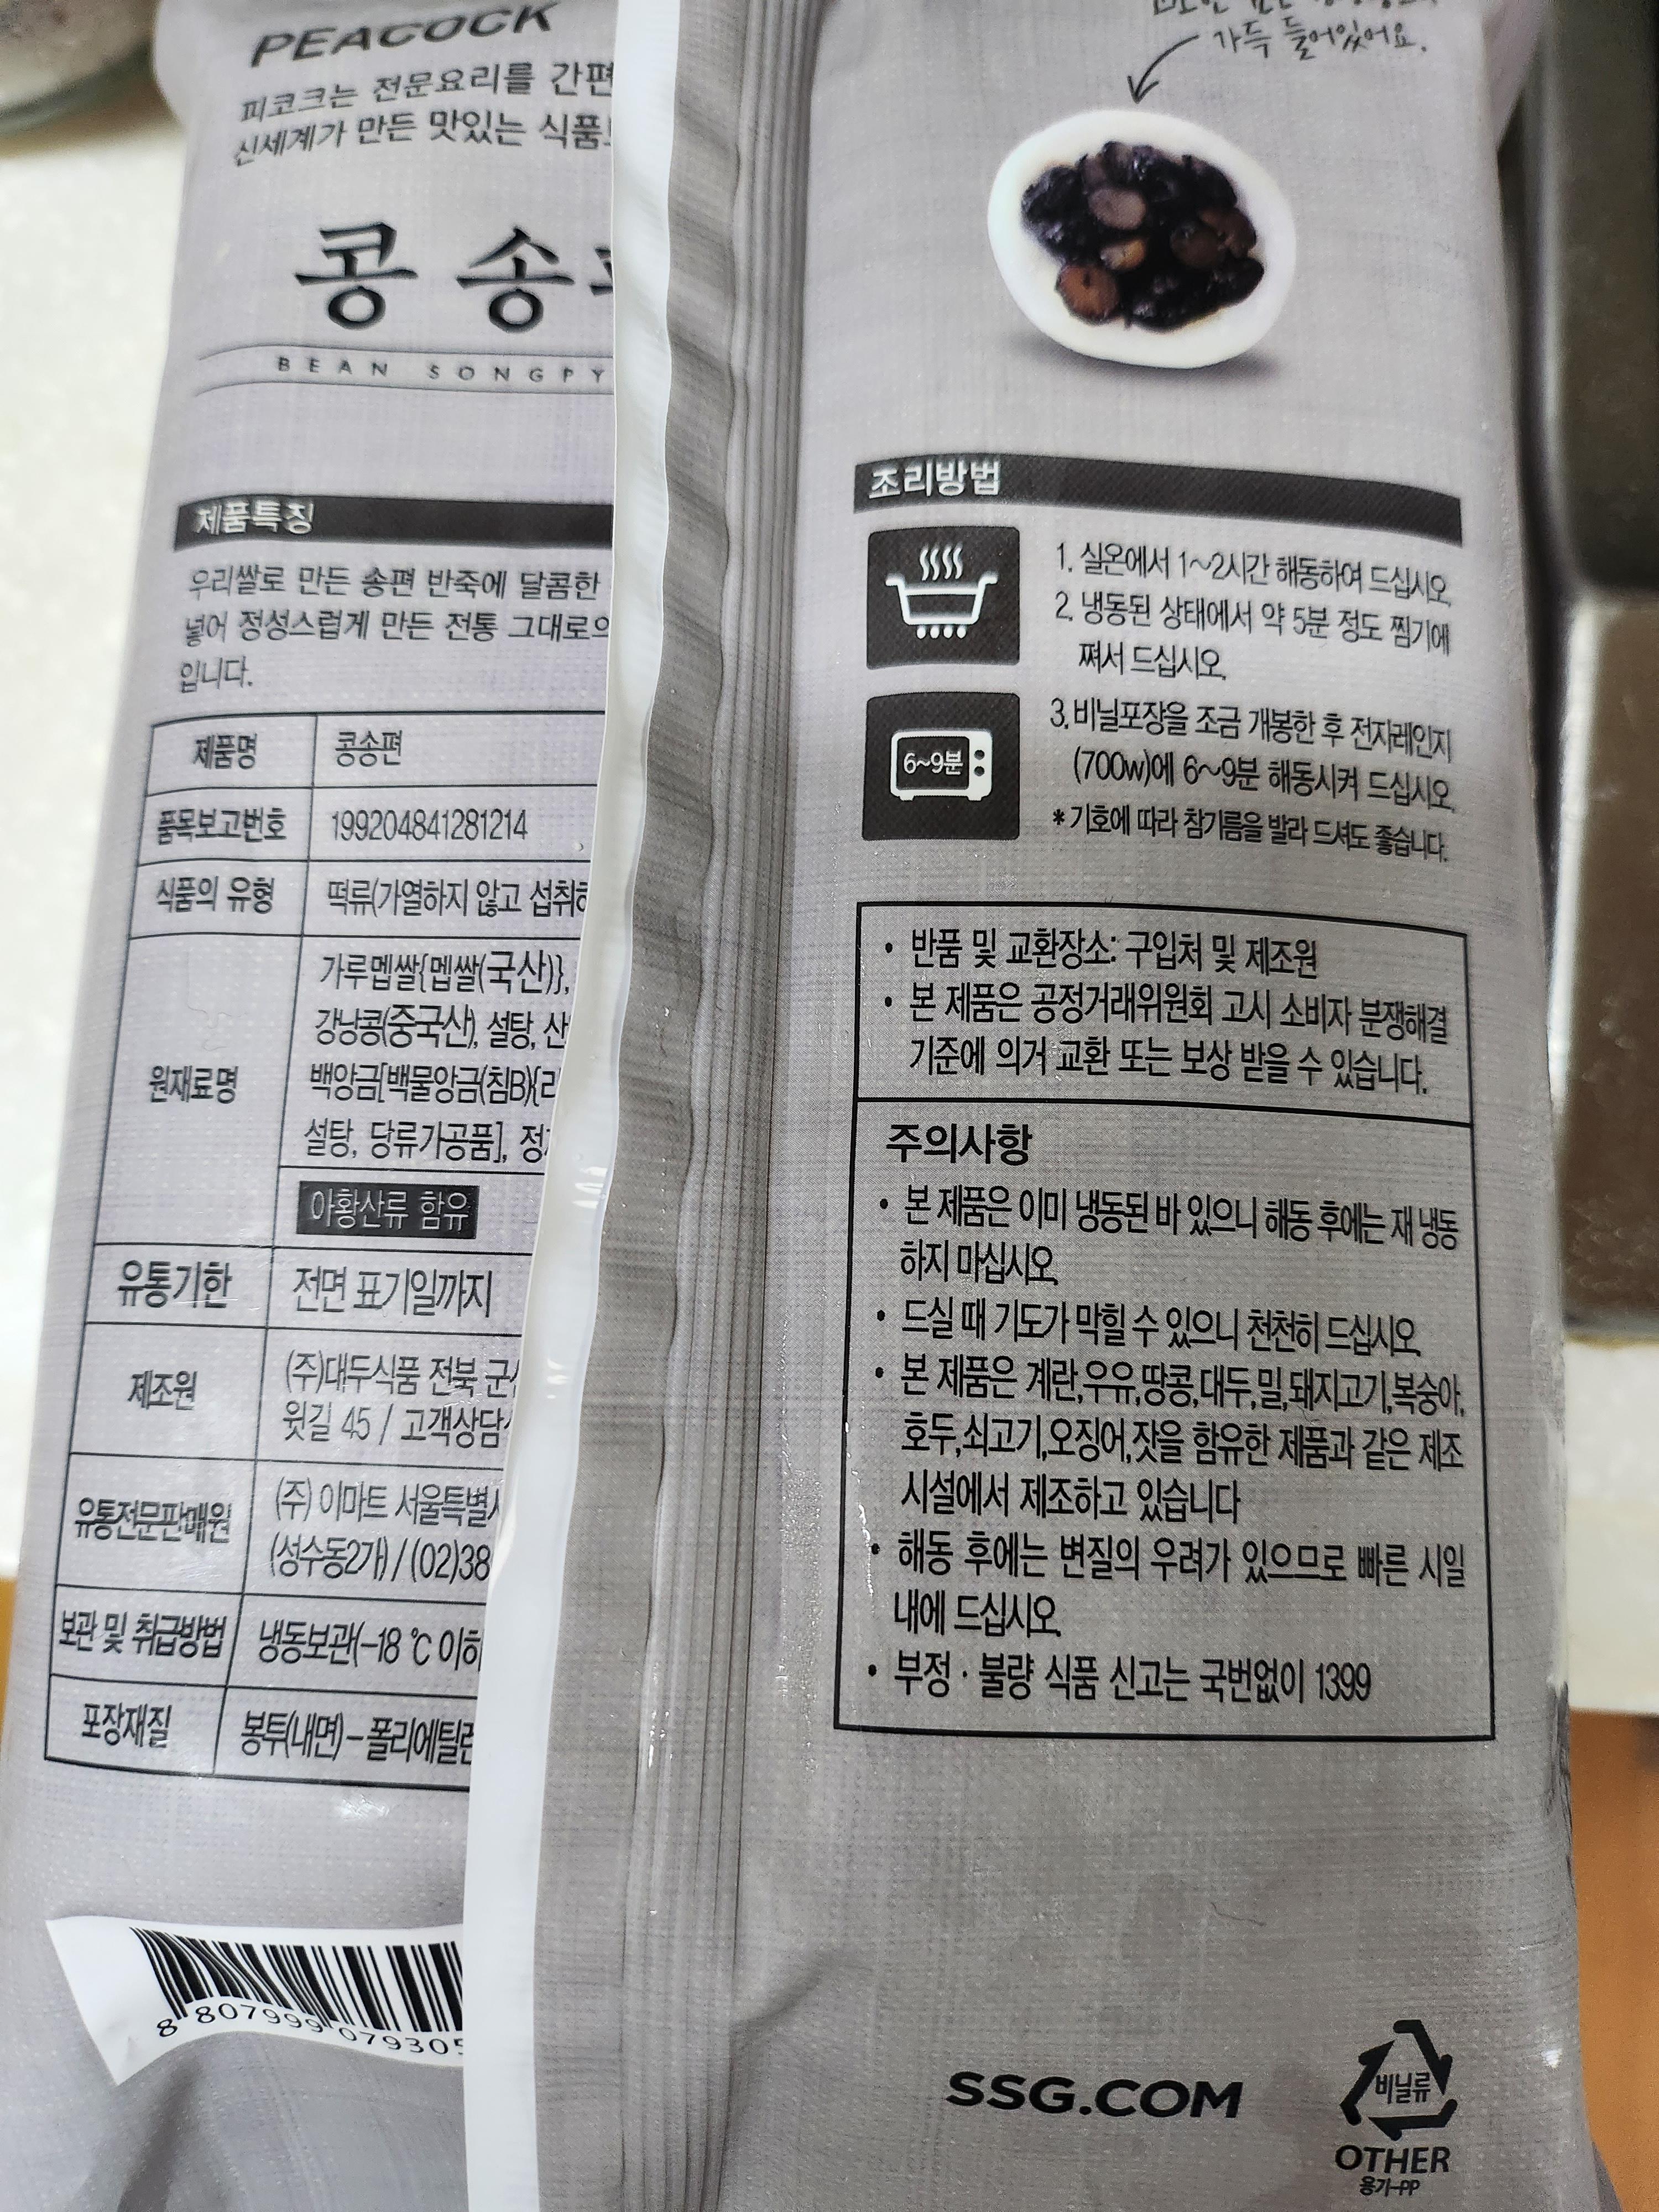 PEACOCK
피코크는 전문요리를 간편
신세계가 만든 맛있는 식품
콩 송
BEAN SONGPY
제품특징
우리쌀로 만든 송편 반죽에 달콤한
넣어 정성스럽게 만든 전통 그대로으
입니다.
제품명 콩송편
품목보고번호 199204841281214
식품의 유형 떡류(가열하지 않고 섭취하
원재료명
가루멥쌀{멥쌀(국산)},
강낭콩(중국산), 설탕, 산
백앙금[백물앙금(침B){
설탕, 당류가공품], 정
아황산류 함유
유통기한 전면 표기일까지
제조원
(주)대두식품 전북 군
윗길 45 / 고객상담
유통전문판매원
(주) 이마트 서울특별
(성수동2가) / (02)38
보관 및 취급방법 냉동보관(-18 ℃ 이하
포장재질 봉투(내면)-폴리에틸렌
8 807999 079305
가득 들어있어요.
조리방법
1. 실온에서 1~2시간 해동하여 드십시오.
2. 냉동된 상태에서 약 5분 정도 찜기에
쪄서 드십시오.
6~9분
3. 비닐포장을 조금 개봉한 후 전자레인지
(700w)에 6~9분 해동시켜 드십시오.
* 기호에 따라 참기름을 발라 드셔도 좋습니다.
• 반품 및 교환장소: 구입처 및 제조원
• 본 제품은 공정거래위원회 고시 소비자 분쟁해결
기준에 의거 교환 또는 보상 받을 수 있습니다.
주의사항
• 본 제품은 이미 냉동된 바 있으니 해동 후에는 재 냉동
하지 마십시오.
• 드실 때 기도가 막힐 수 있으니 천천히 드십시오.
• 본 제품은 계란,우유,땅콩,대두,밀,돼지고기,복숭아,
호두,쇠고기,오징어,잣을 함유한 제품과 같은 제조
시설에서 제조하고 있습니다
• 해동 후에는 변질의 우려가 있으므로 빠른 시일
내에 드십시오.
• 부정 · 불량 식품 신고는 국번없이 1399
SSG.COM
비닐류
OTHER
용기-PP